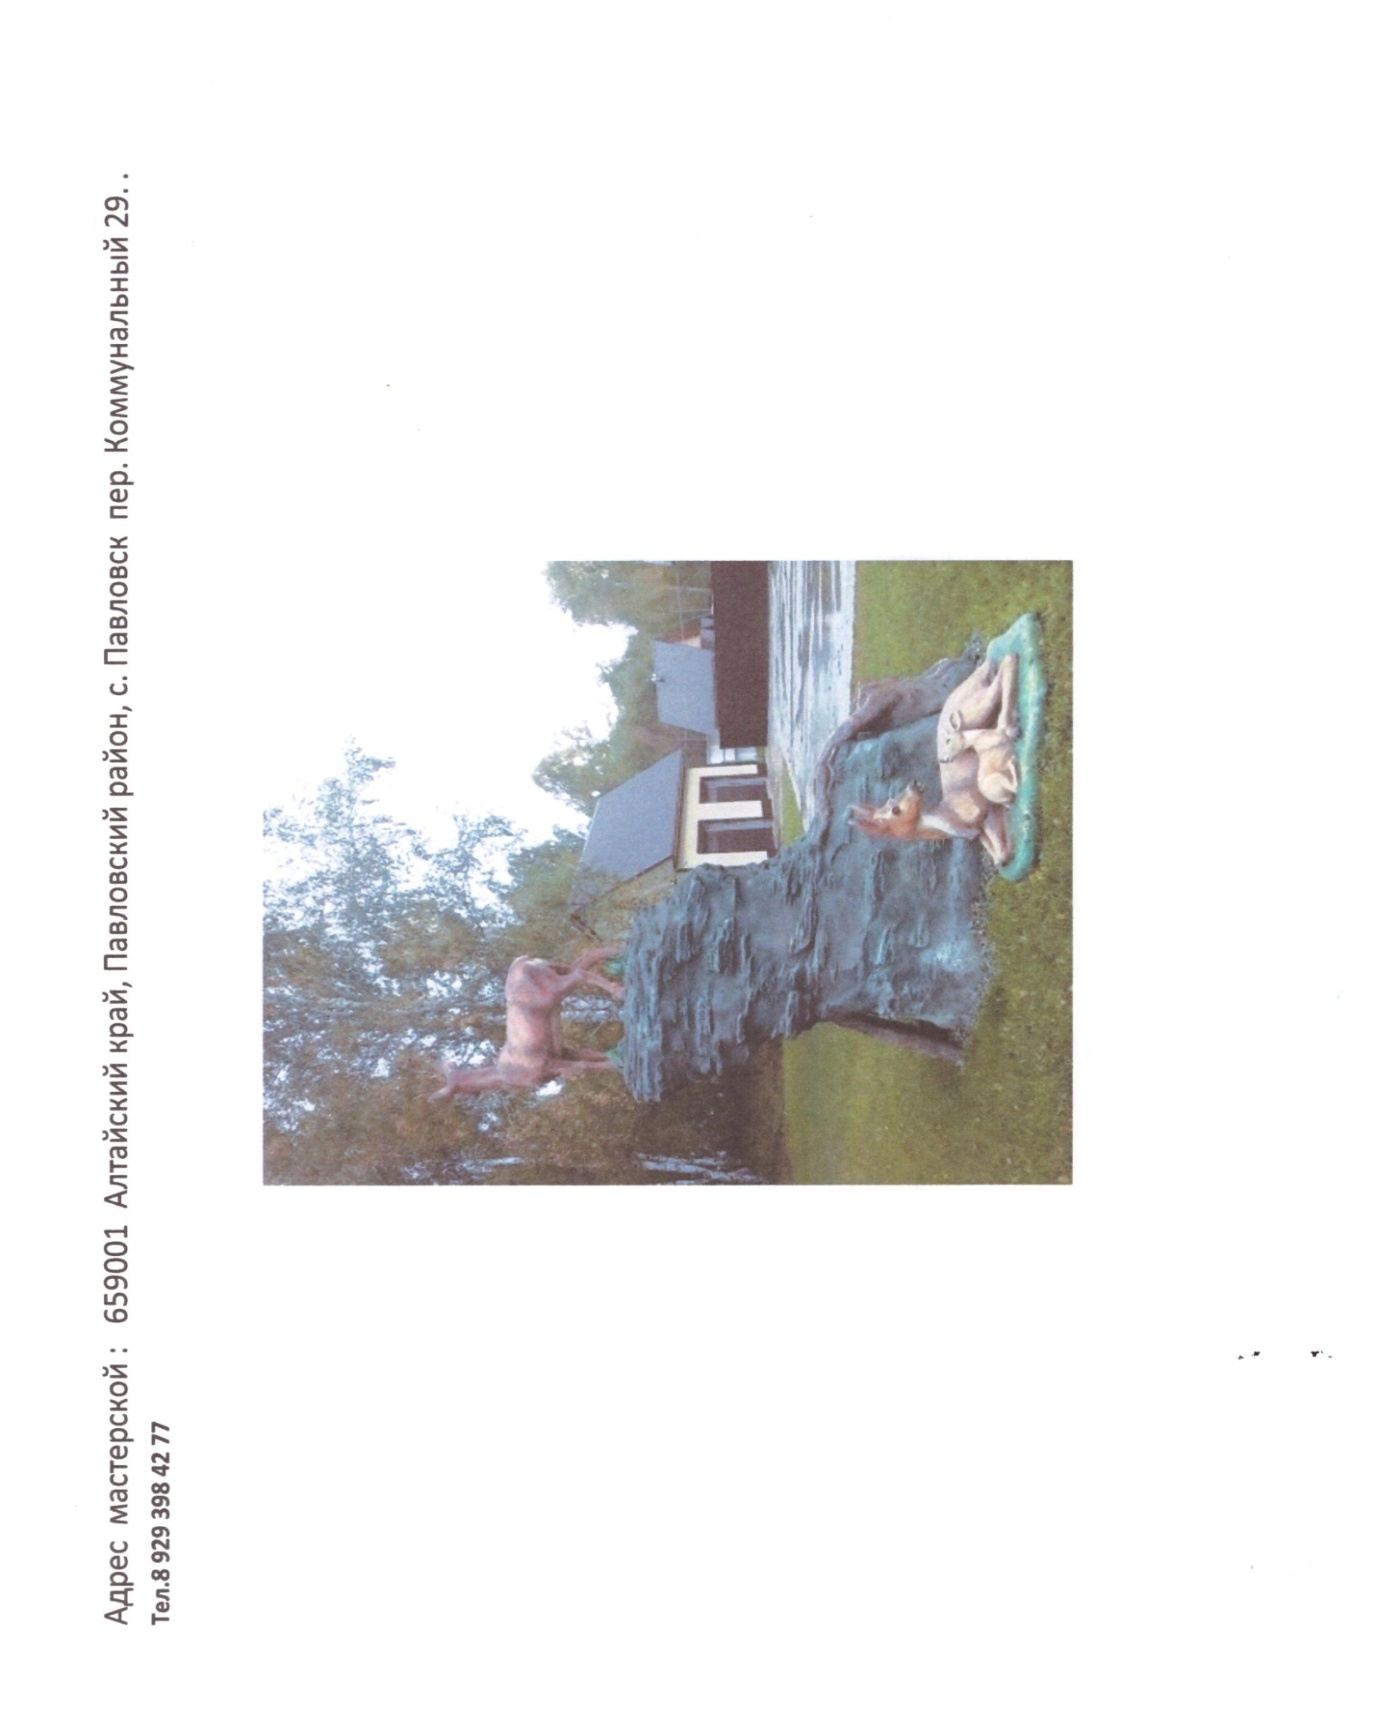 Адрес мастерской : 659001 Алтайский край, Павловский район, с. Павловск пер. Коммунальный 29. .
Тел.8 929 398 42 77